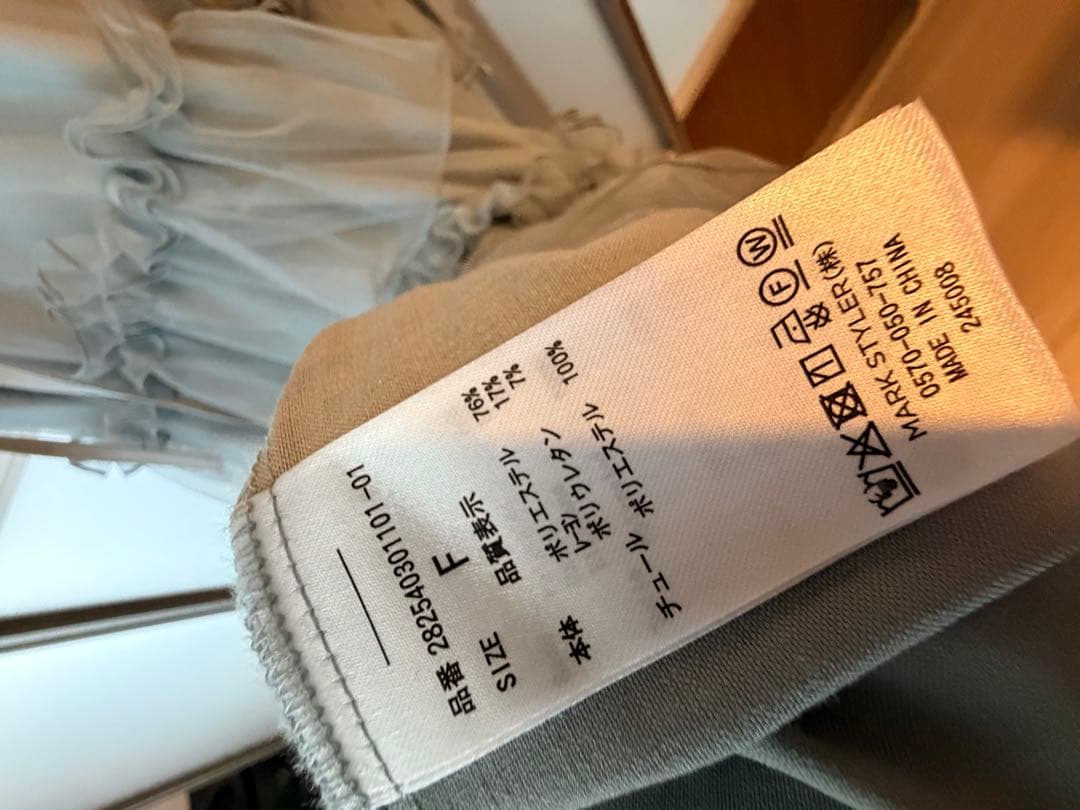 品番 282540301101-01
SIZE F
品質表示
本体 ポリエステル 76%
レーヨン 17%
ポリウレタン 7%
チュール ポリエステル 100%
F W
MARK STYLER(株)
0570-050-757
MADE IN CHINA
245008